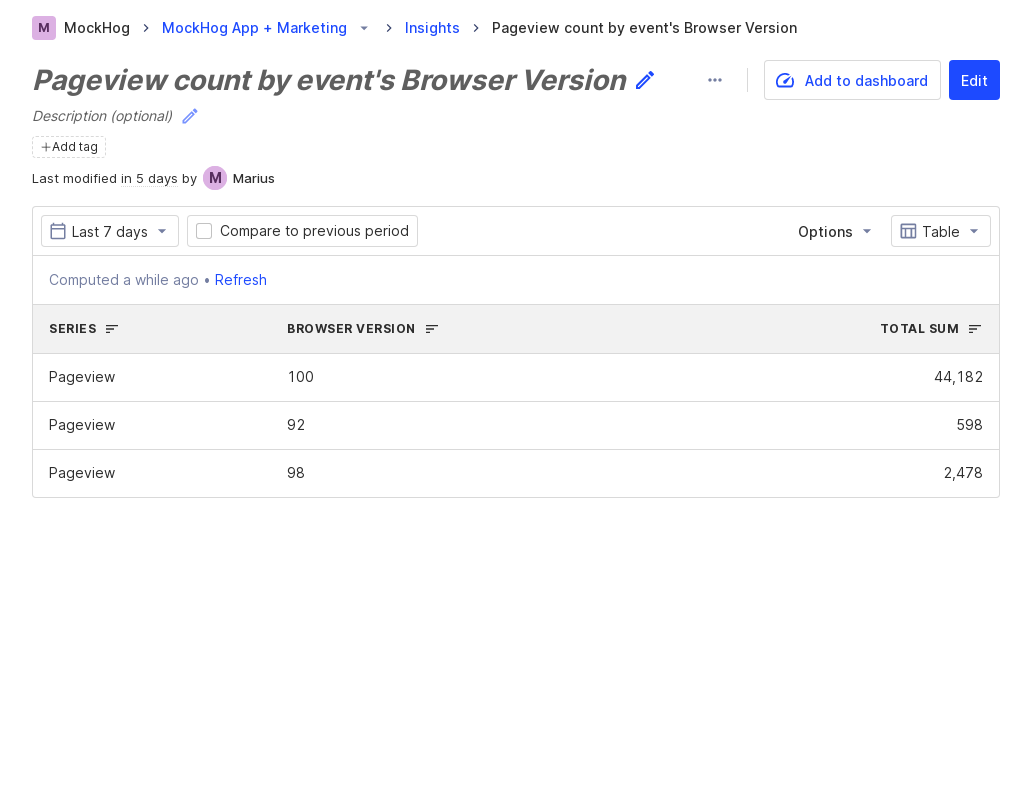 M MockHog MockHog App + Marketing Insights Pageview count by event's Browser Version
Pageview count by event's Browser Version
Add to dashboard
Edit
Description (optional)
+Add tag
Last modified in 5 days by M Marius
Last 7 days Compare to previous period Options Table
Computed a while ago • Refresh
SERIES BROWSER VERSION TOTAL SUM
Pageview 100 44,182
Pageview 92 598
Pageview 98 2,478